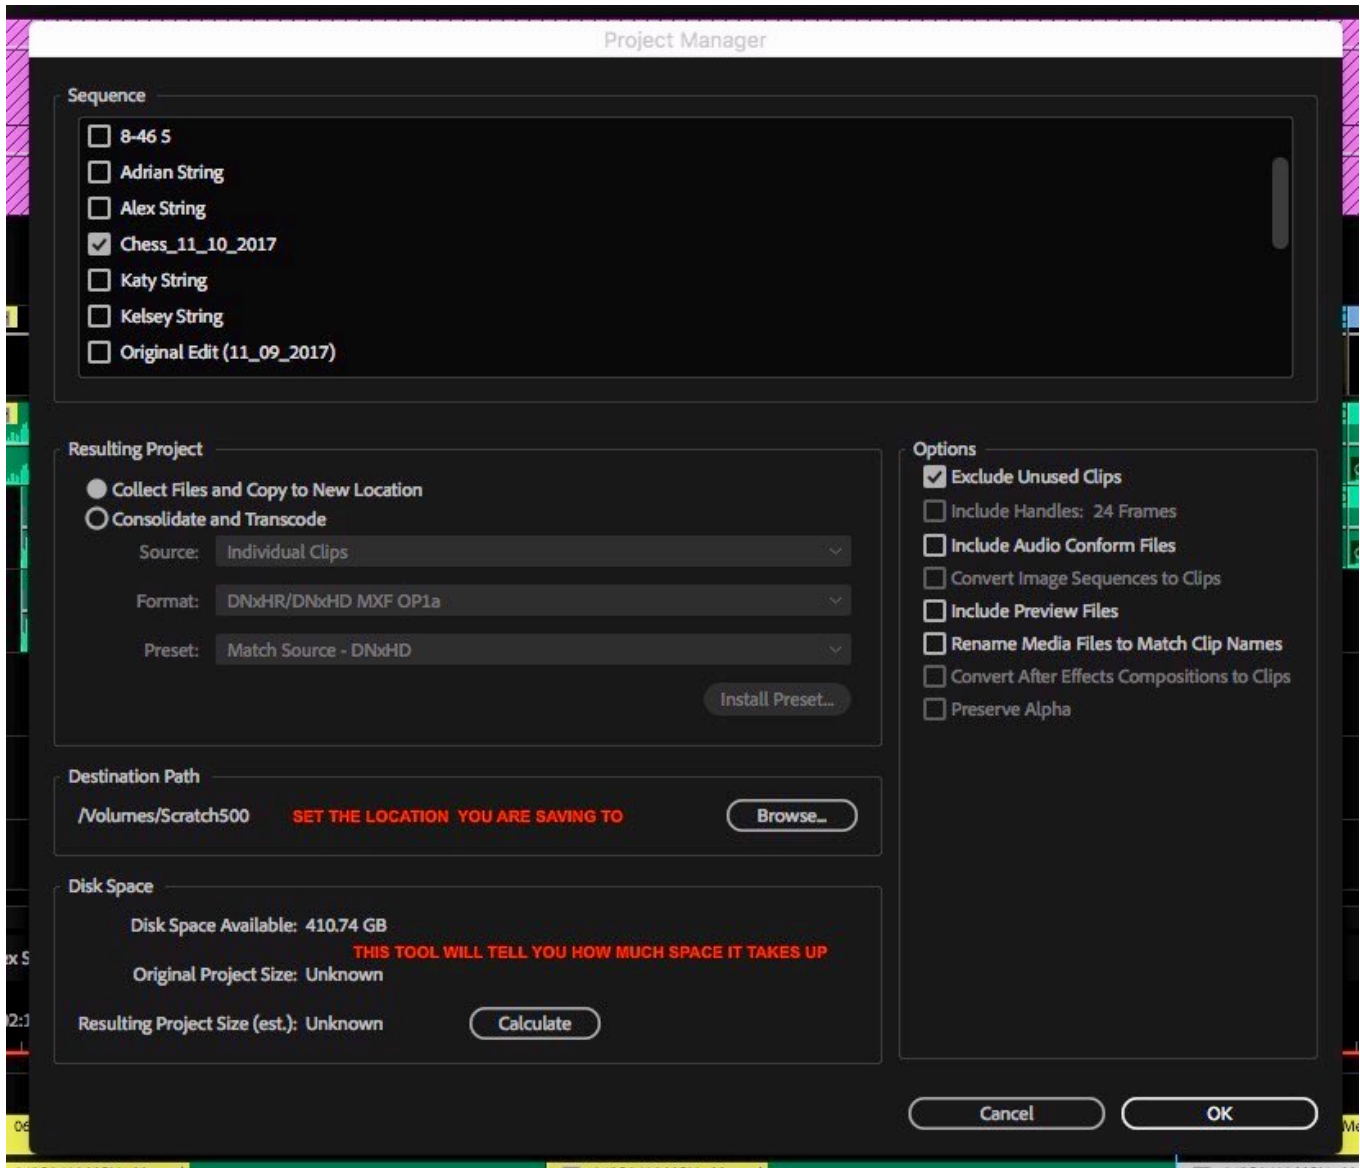 Project Manager
Sequence
8-46 5
Adrian String
Alex String
Chess_11_10_2017
Katy String
Kelsey String
Original Edit (11_09_2017)
Resulting Project
Collect Files and Copy to New Location
Consolidate and Transcode
Source: Individual Clips
Format: DNxHR/DNxHD MXF OP1a
Preset: Match Source - DNxHD
Install Preset...
Options
Exclude Unused Clips
Include Handles: 24 Frames
Include Audio Conform Files
Convert Image Sequences to Clips
Include Preview Files
Rename Media Files to Match Clip Names
Convert After Effects Compositions to Clips
Preserve Alpha
Destination Path
/Volumes/Scratch500 SET THE LOCATION YOU ARE SAVING TO Browse...
Disk Space
Disk Space Available: 410.74 GB
THIS TOOL WILL TELL YOU HOW MUCH SPACE IT TAKES UP
Original Project Size: Unknown
Resulting Project Size (est.): Unknown Calculate
Cancel OK